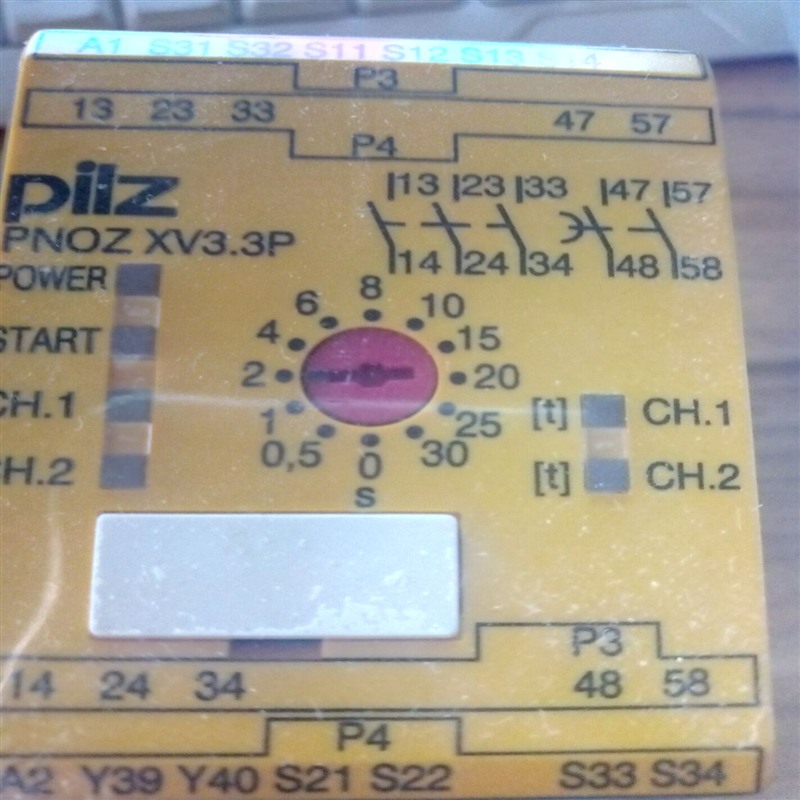 A1 S31 S32 S11 S12 S13 S14
P3
13 23 33 47 57
P4
pilz
PNOZ XV3.3P
13 23 33 47 57
14 24 34 48 58
POWER
START
CH.1
CH.2
8
6 10
4 15
2 20
1 25
0,5 30
0
s
[t] CH.1
[t] CH.2
P3
14 24 34 48 58
P4
A2 Y39 Y40 S21 S22 S33 S34